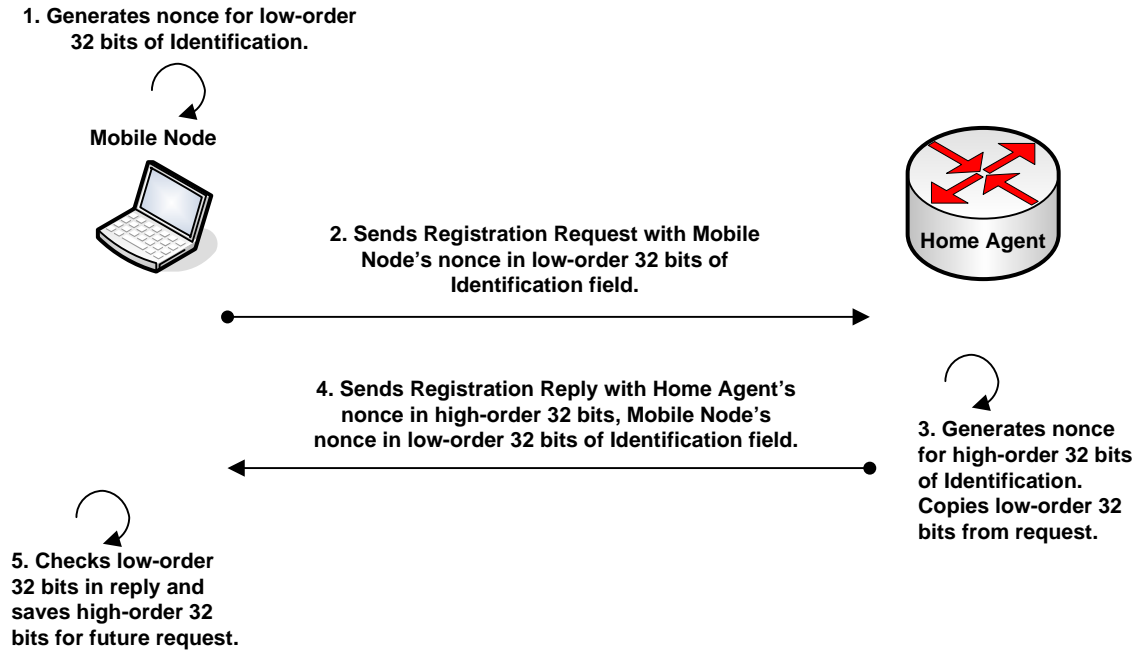 1. Generates nonce for low-order
32 bits of Identification.
Mobile Node
Home Agent
2. Sends Registration Request with Mobile
Node's nonce in low-order 32 bits of
Identification field.
4. Sends Registration Reply with Home Agent's
nonce in high-order 32 bits, Mobile Node's
nonce in low-order 32 bits of Identification field.
3. Generates nonce
for high-order 32 bits
of Identification.
Copies low-order 32
bits from request.
5. Checks low-order
32 bits in reply and
saves high-order 32
bits for future request.